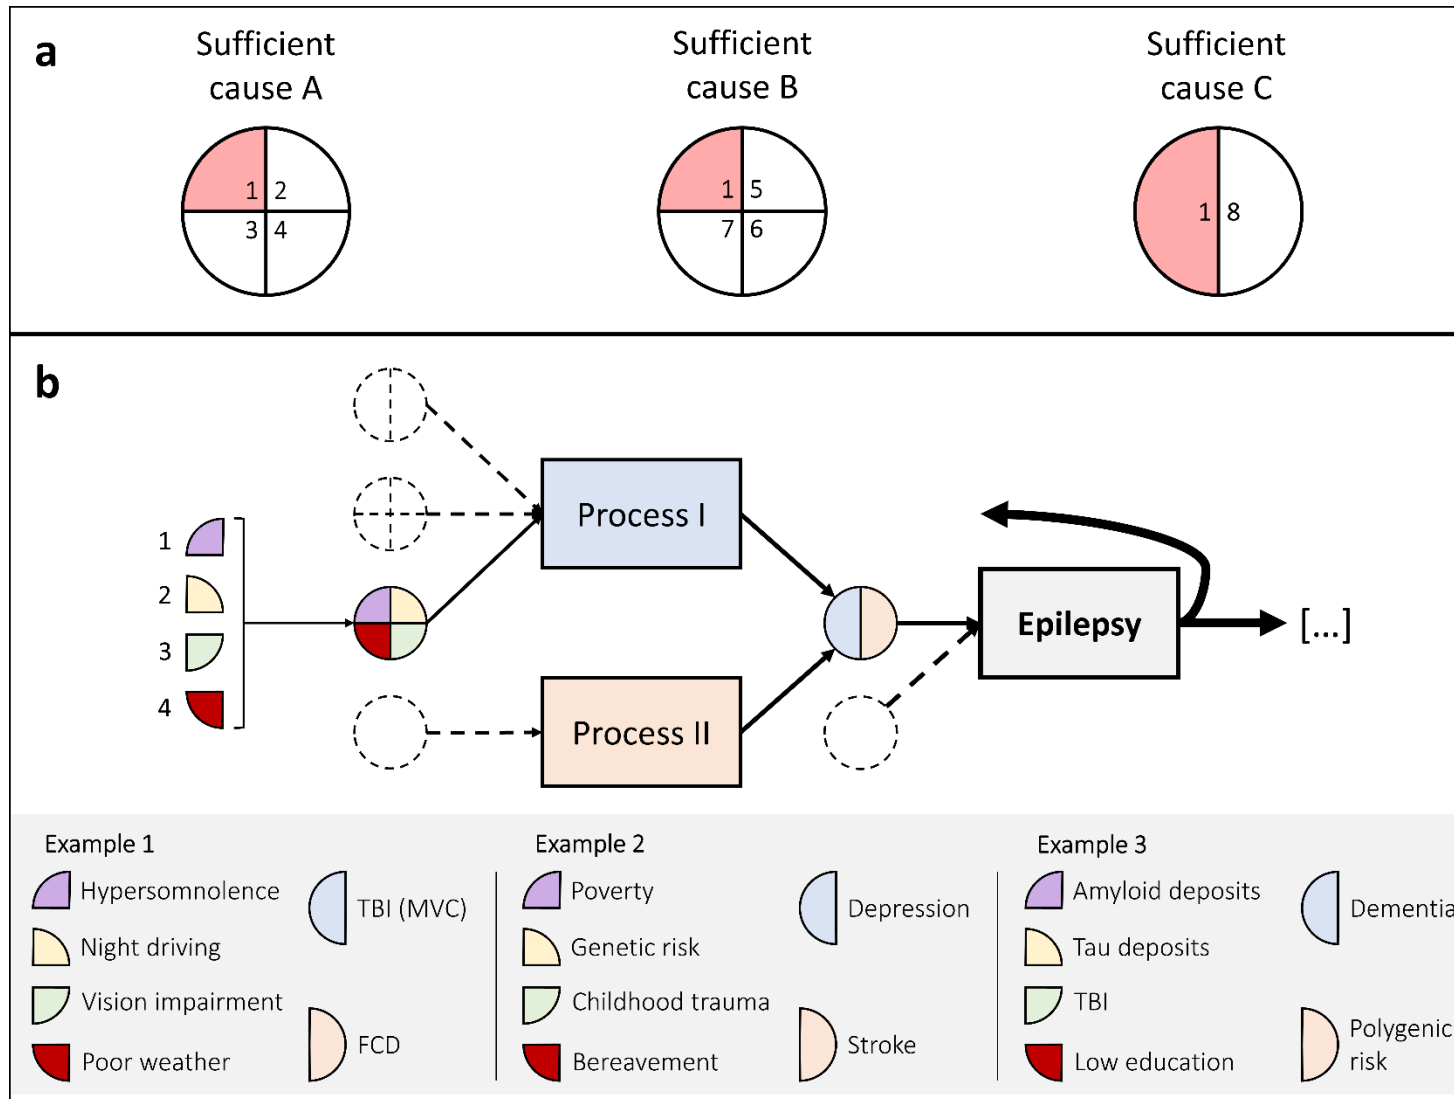 a
Sufficient
cause A
Sufficient
cause B
Sufficient
cause C
1 2
3 4
1 5
7 6
1 8
b
Process I
1
2
3
4
Epilepsy
[...]
Process II
Example 1
Hypersomnolence
Night driving
Vision impairment
Poor weather
TBI (MVC)
FCD
Example 2
Poverty
Genetic risk
Childhood trauma
Bereavement
Depression
Stroke
Example 3
Amyloid deposits
Tau deposits
TBI
Low education
Dementia
Polygenic
risk